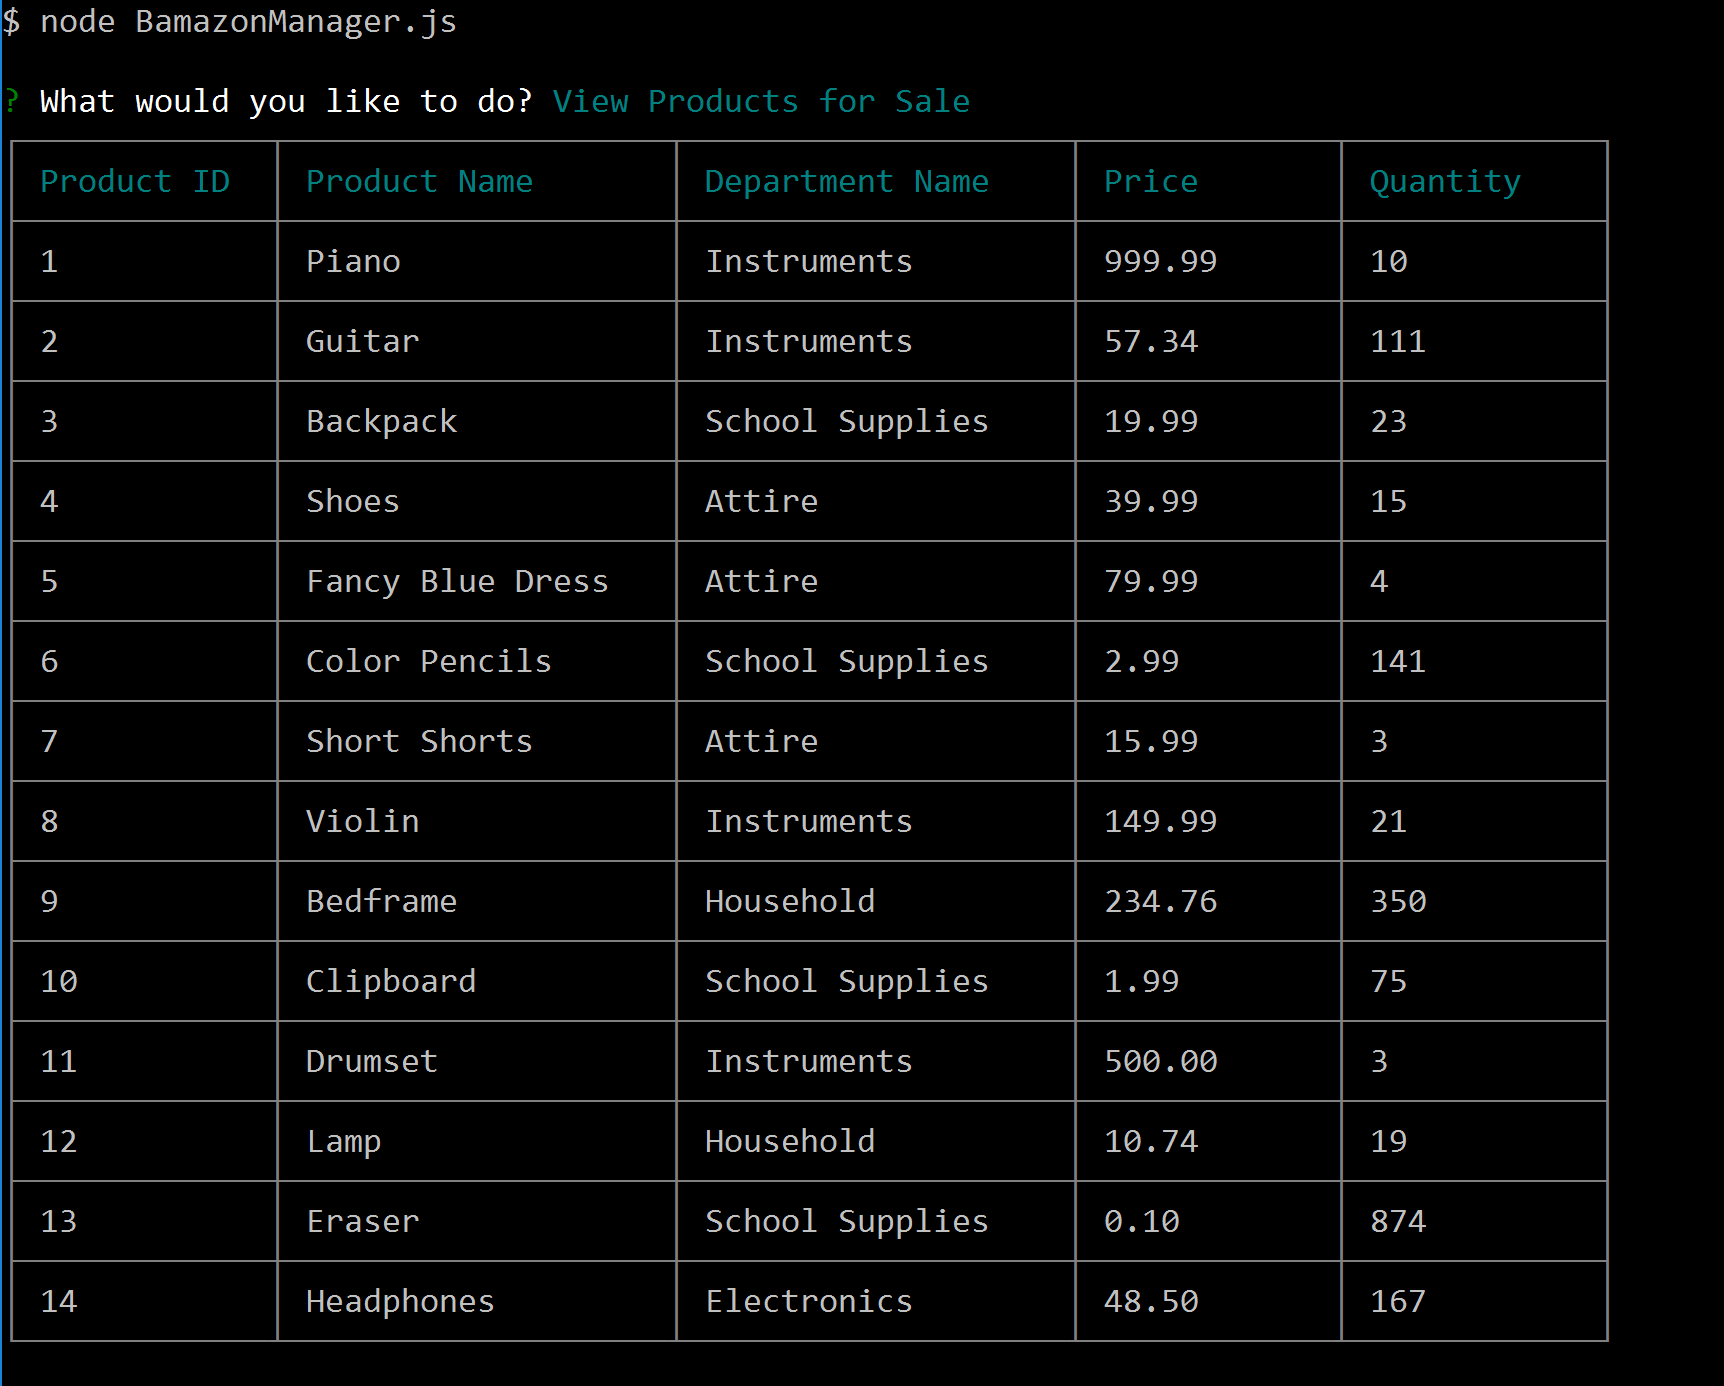 $ node BamazonManager.js
? What would you like to do? View Products for Sale
Product ID Product Name Department Name Price Quantity
1 Piano Instruments 999.99 10
2 Guitar Instruments 57.34 111
3 Backpack School Supplies 19.99 23
4 Shoes Attire 39.99 15
5 Fancy Blue Dress Attire 79.99 4
6 Color Pencils School Supplies 2.99 141
7 Short Shorts Attire 15.99 3
8 Violin Instruments 149.99 21
9 Bedframe Household 234.76 350
10 Clipboard School Supplies 1.99 75
11 Drumset Instruments 500.00 3
12 Lamp Household 10.74 19
13 Eraser School Supplies 0.10 874
14 Headphones Electronics 48.50 167